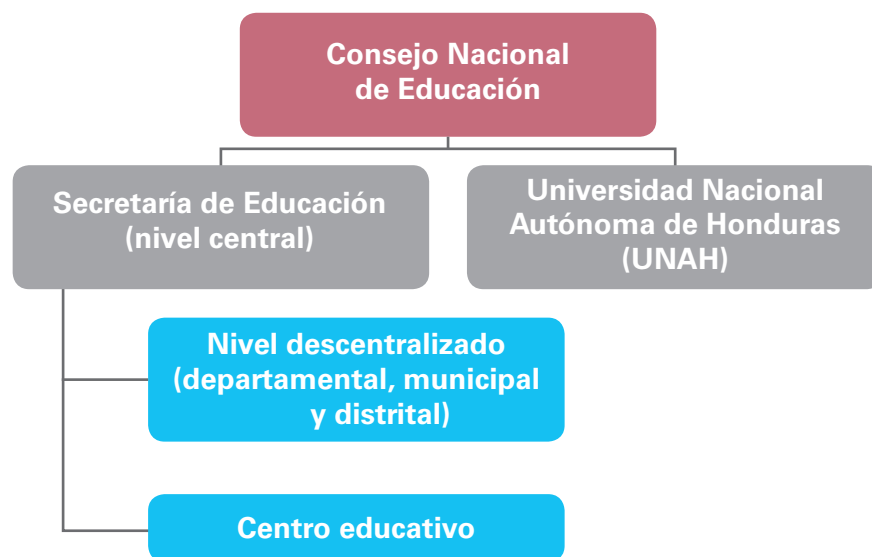 Consejo Nacional
de Educación
Secretaría de Educación
(nivel central)
Universidad Nacional
Autónoma de Honduras
(UNAH)
Nivel descentralizado
(departamental, municipal
y distrital)
Centro educativo